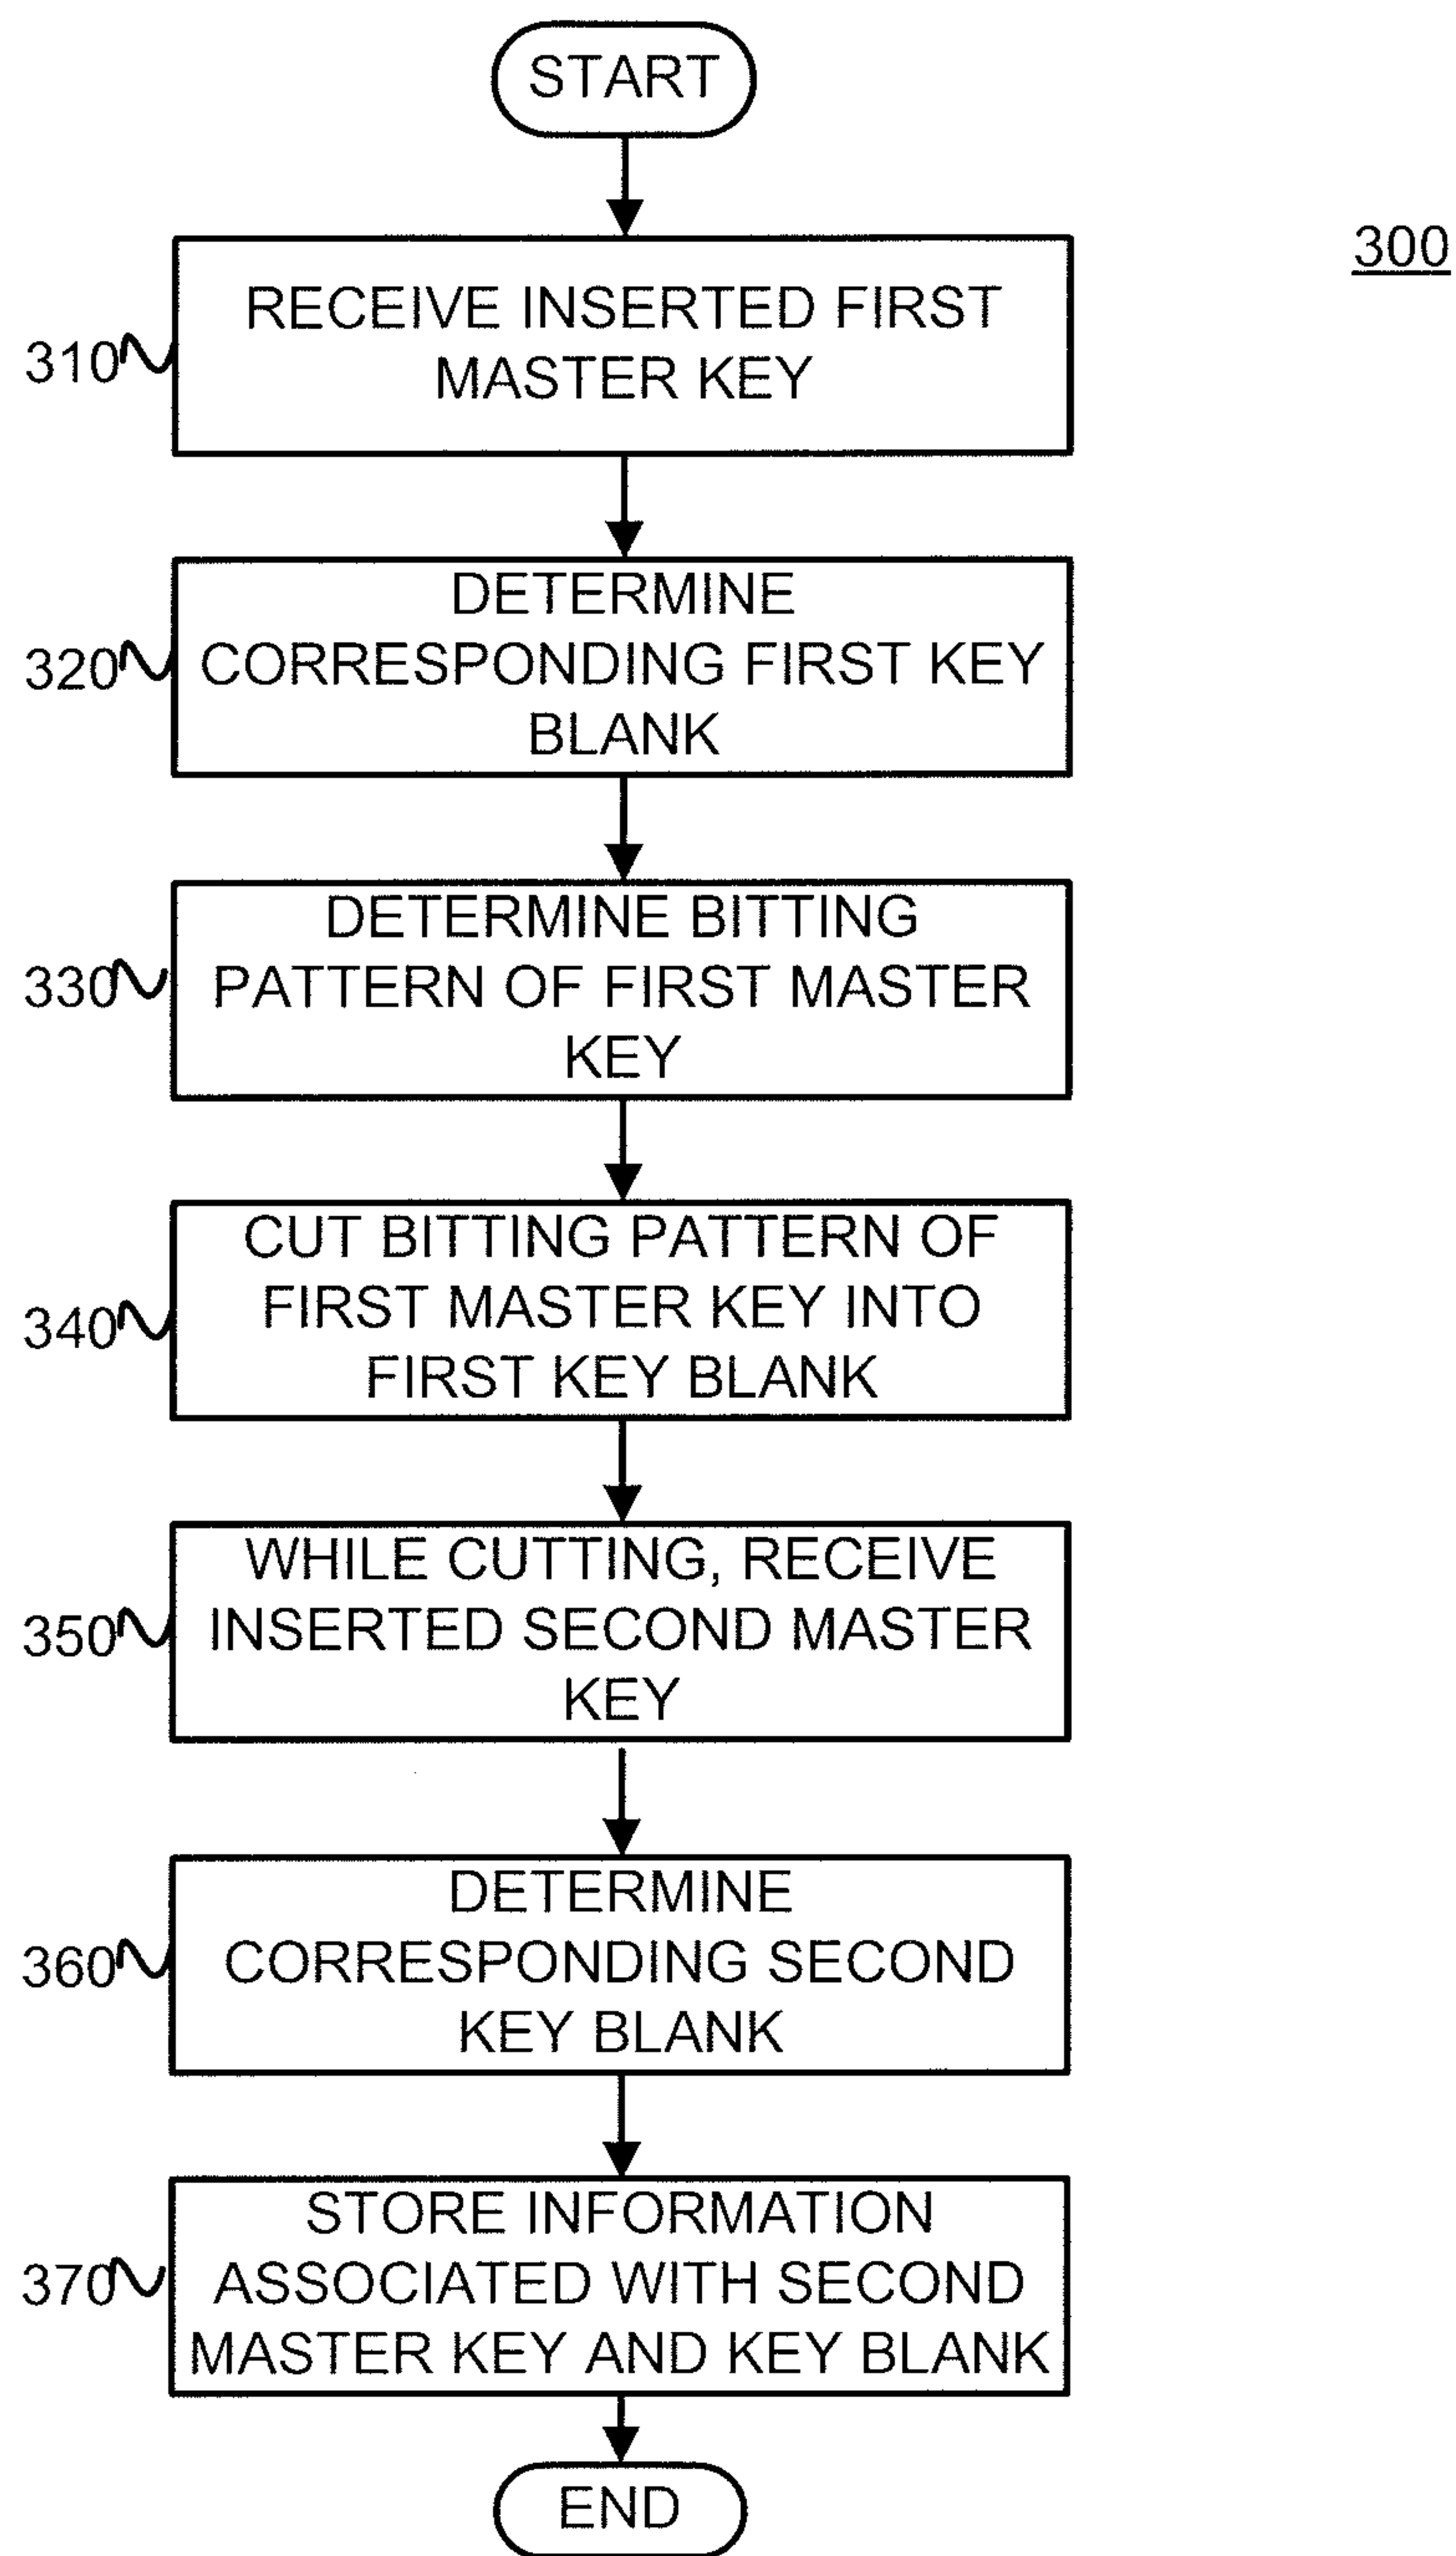 START
300
310
RECEIVE INSERTED FIRST
MASTER KEY
320
DETERMINE
CORRESPONDING FIRST KEY
BLANK
330
DETERMINE BITTING
PATTERN OF FIRST MASTER
KEY
340
CUT BITTING PATTERN OF
FIRST MASTER KEY INTO
FIRST KEY BLANK
350
WHILE CUTTING, RECEIVE
INSERTED SECOND MASTER
KEY
360
DETERMINE
CORRESPONDING SECOND
KEY BLANK
370
STORE INFORMATION
ASSOCIATED WITH SECOND
MASTER KEY AND KEY BLANK
END